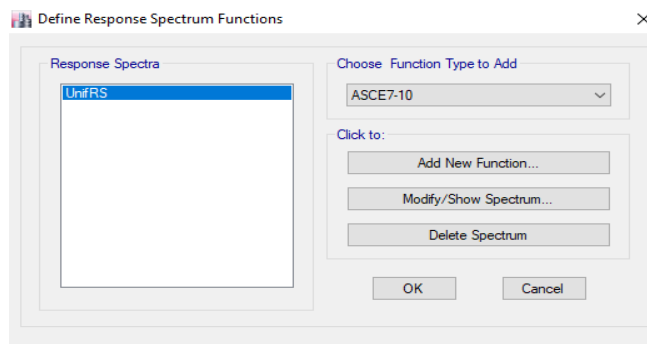 Define Response Spectrum Functions
Response Spectra
UnifRS
Choose Function Type to Add
ASCE7-10
Click to:
Add New Function...
Modify/Show Spectrum...
Delete Spectrum
OK
Cancel